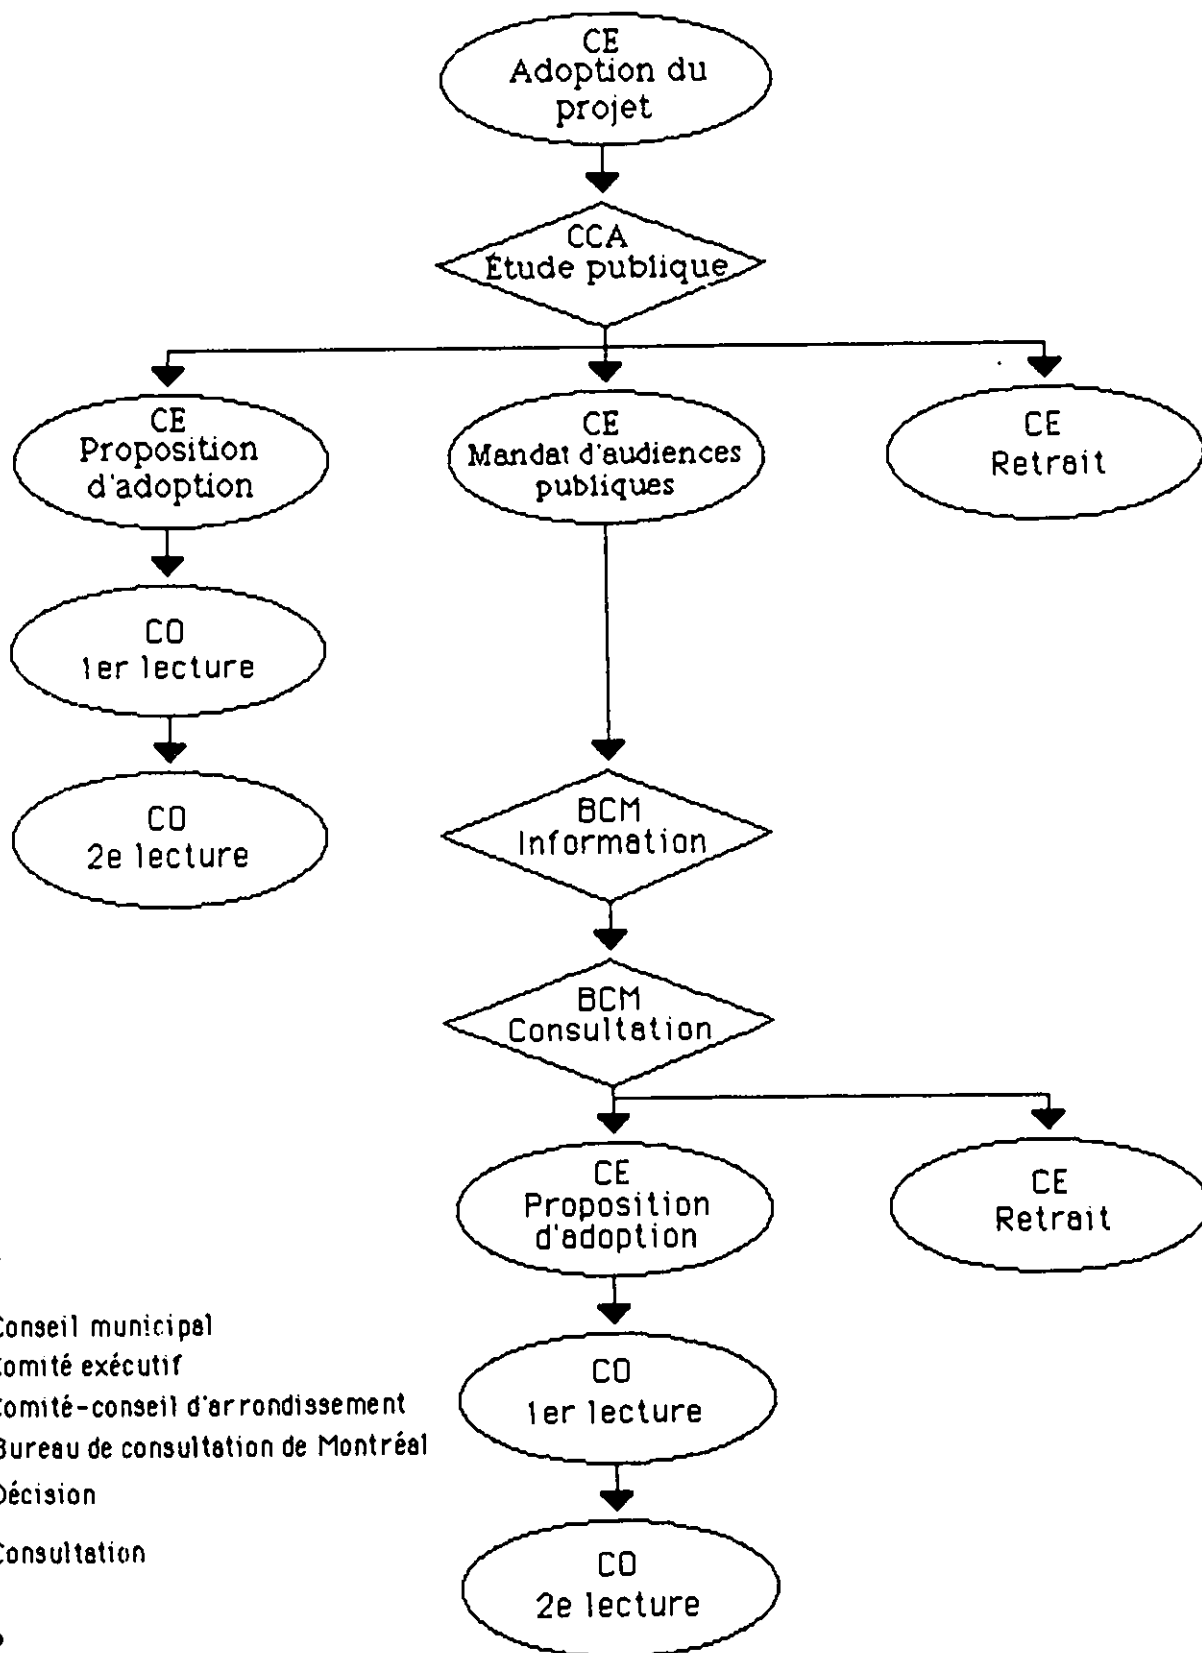 CE
Adoption du
projet
CCA
Étude publique
CE
Proposition
d'adoption
CE
Mandat d'audiences
publiques
CE
Retrait
CO
1er lecture
CO
2e lecture
BCM
Information
BCM
Consultation
CE
Proposition
d'adoption
CE
Retrait
CO
1er lecture
CO
2e lecture
Conseil municipal
Comité exécutif
Comité-conseil d'arrondissement
Bureau de consultation de Montréal
Décision
Consultation